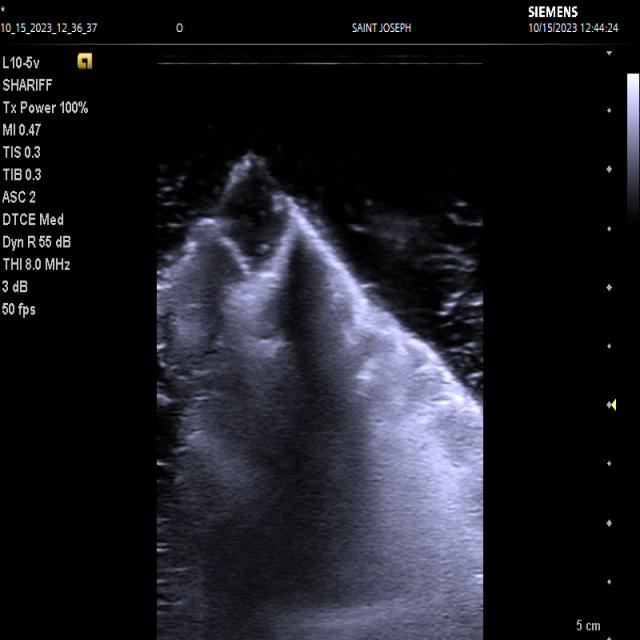 SIEMENS
10_15_2023_12_36_37 O SAINT JOSEPH 10/15/2023 12:44:24
L10-5v
SHARIFF
Tx Power 100%
MI 0.47
TIS 0.3
TIB 0.3
ASC 2
DTCE Med
Dyn R 55 dB
THI 8.0 MHz
3 dB
50 fps
5 cm